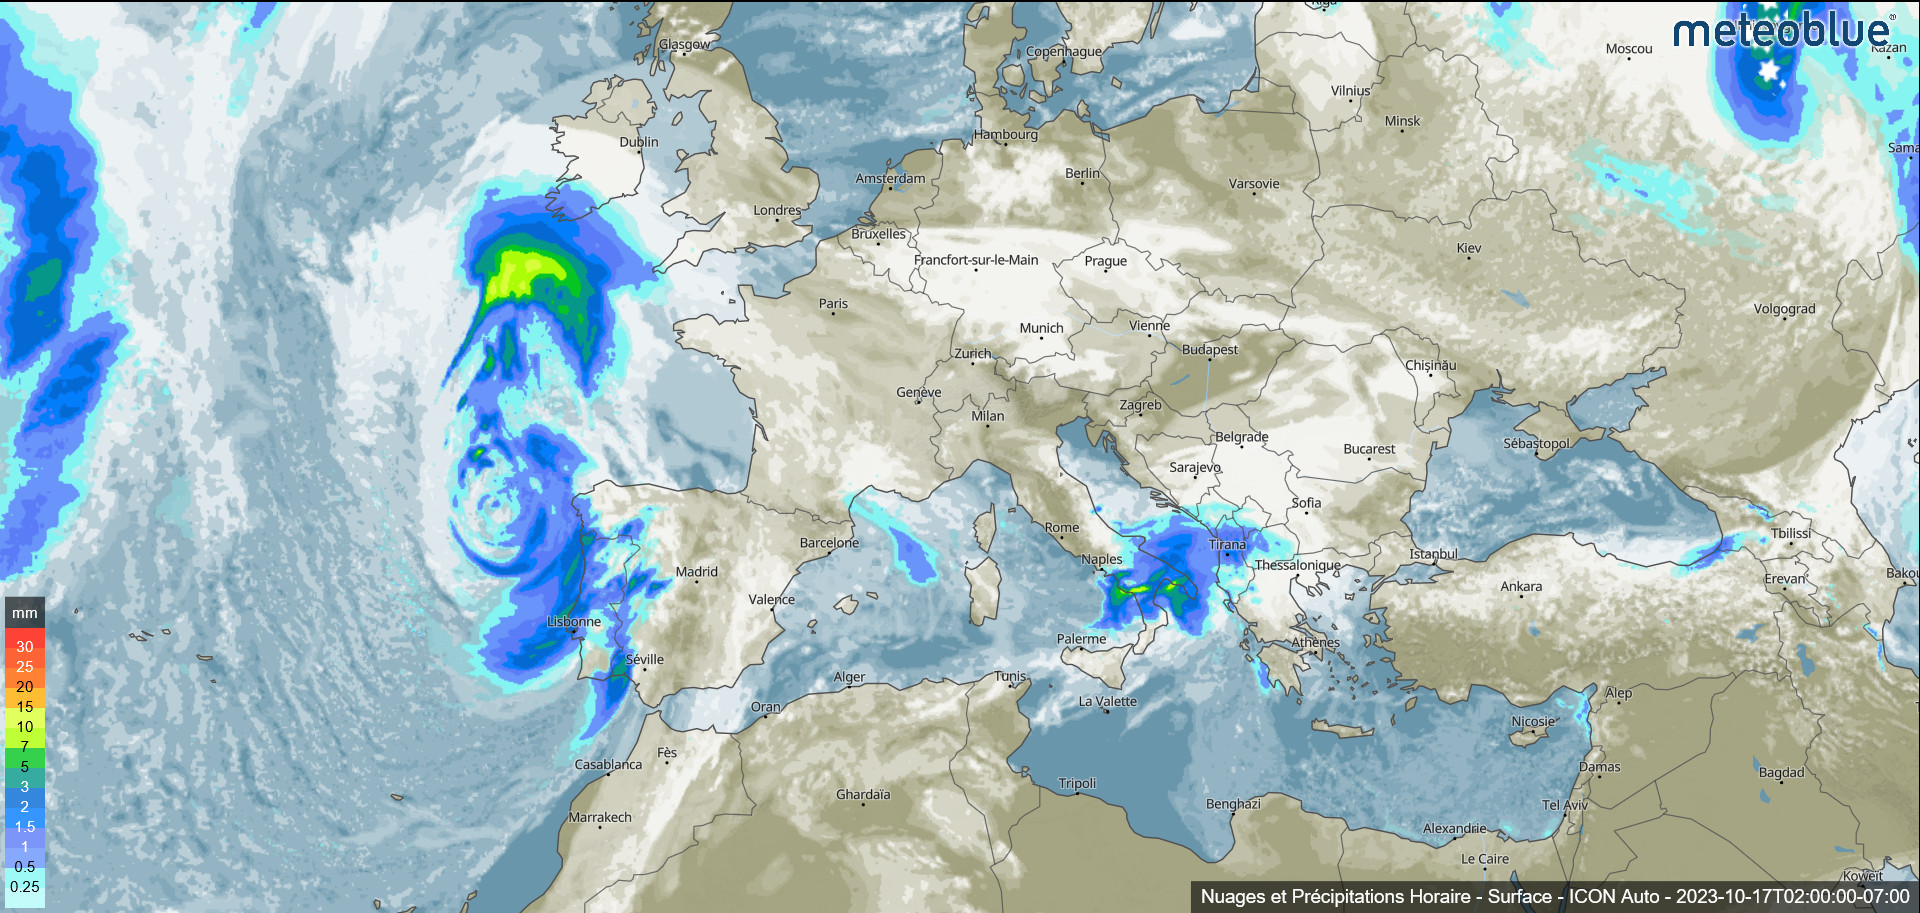 Riga
meteoblue®
Glasgow
Copenhague
Moscou
Kazan
Vilnius
Minsk
Dublin
Hambourg
Sama
Amsterdam
Berlin
Varsovie
Londres
Bruxelles
Kiev
Francfort-sur-le-Main
Prague
Paris
Volgograd
Munich
Vienne
Zurich
Budapest
Chișinău
Genève
Milan
Zagreb
Belgrade
Sébastopol
Bucarest
Sarajevo
Sofia
Rome
Tbilissi
Barcelone
Tirana
Istanbul
Naples
Thessalonique
Madrid
Erevan
Bakou
Ankara
Valence
mm
Lisbonne
Palerme
Athènes
30
Séville
25
Alger
Tunis
20
Alep
15
Oran
La Valette
10
Nicosie
7
Fès
5
Casablanca
Damas
Bagdad
3
Tripoli
Ghardaïa
2
Benghazi
Tel Aviv
Marrakech
1.5
Alexandrie
1
Le Caire
0.5
Koweït
0.25
Nuages et Précipitations Horaire - Surface - ICON Auto - 2023-10-17T02:00:00-07:00